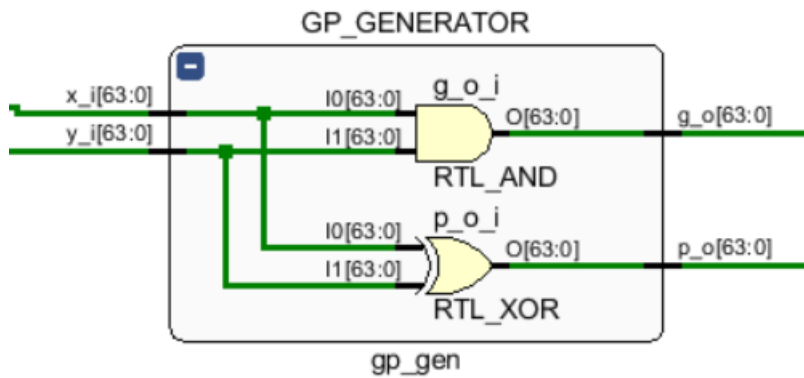 GP_GENERATOR
g_o_i
x_i[63:0]
I0[63:0]
O[63:0]
g_o[63:0]
y_i[63:0]
I1[63:0]
RTL_AND
p_o_i
I0[63:0]
O[63:0]
p_o[63:0]
I1[63:0]
RTL_XOR
gp_gen